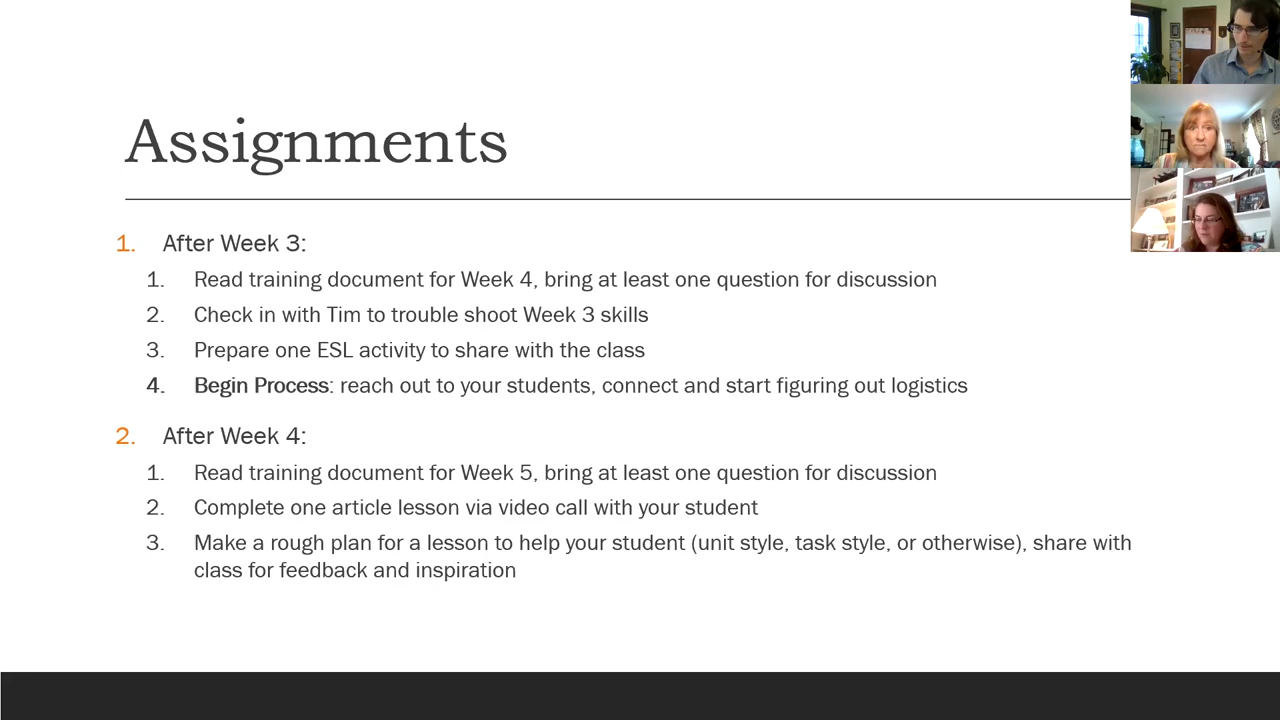 Assignments
1. After Week 3:
1. Read training document for Week 4, bring at least one question for discussion
2. Check in with Tim to trouble shoot Week 3 skills
3. Prepare one ESL activity to share with the class
4. Begin Process: reach out to your students, connect and start figuring out logistics
2. After Week 4:
1. Read training document for Week 5, bring at least one question for discussion
2. Complete one article lesson via video call with your student
3. Make a rough plan for a lesson to help your student (unit style, task style, or otherwise), share with
class for feedback and inspiration